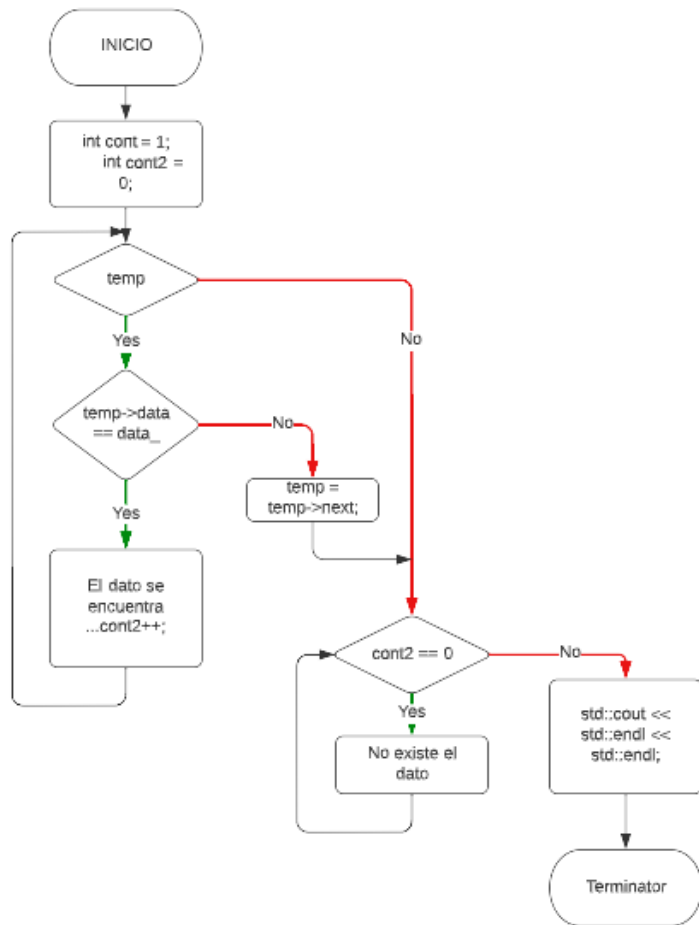 INICIO
int cont = 1;
int cont2 =
0;
temp
Yes
No
temp->data
== data_
No
temp =
temp->next;
Yes
El dato se
encuentra
...cont2++;
cont2 == 0
No
Yes
No existe el
dato
std::cout <<
std::endl <<
std::endl;
Terminator